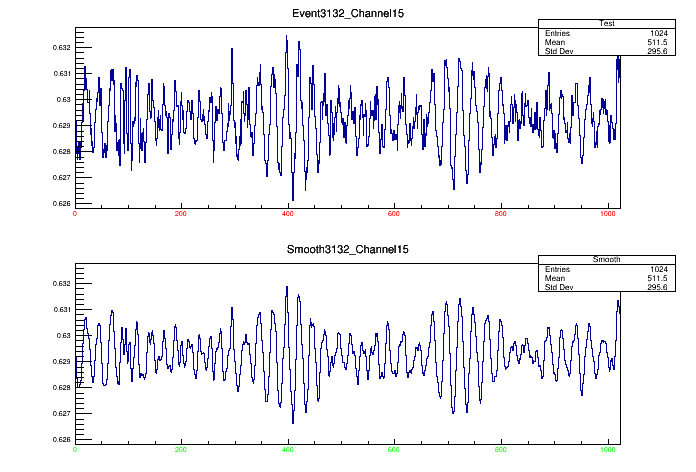 Event3132_Channel15
Test
Entries 1024
Mean 511.5
Std Dev 295.6
0.632
0.631
0.63
0.629
0.628
0.627
0.626
0 200 400 600 800 1000
Smooth3132_Channel15
Smooth
Entries 1024
Mean 511.5
Std Dev 295.6
0.632
0.631
0.63
0.629
0.628
0.627
0.626
0 200 400 600 800 1000